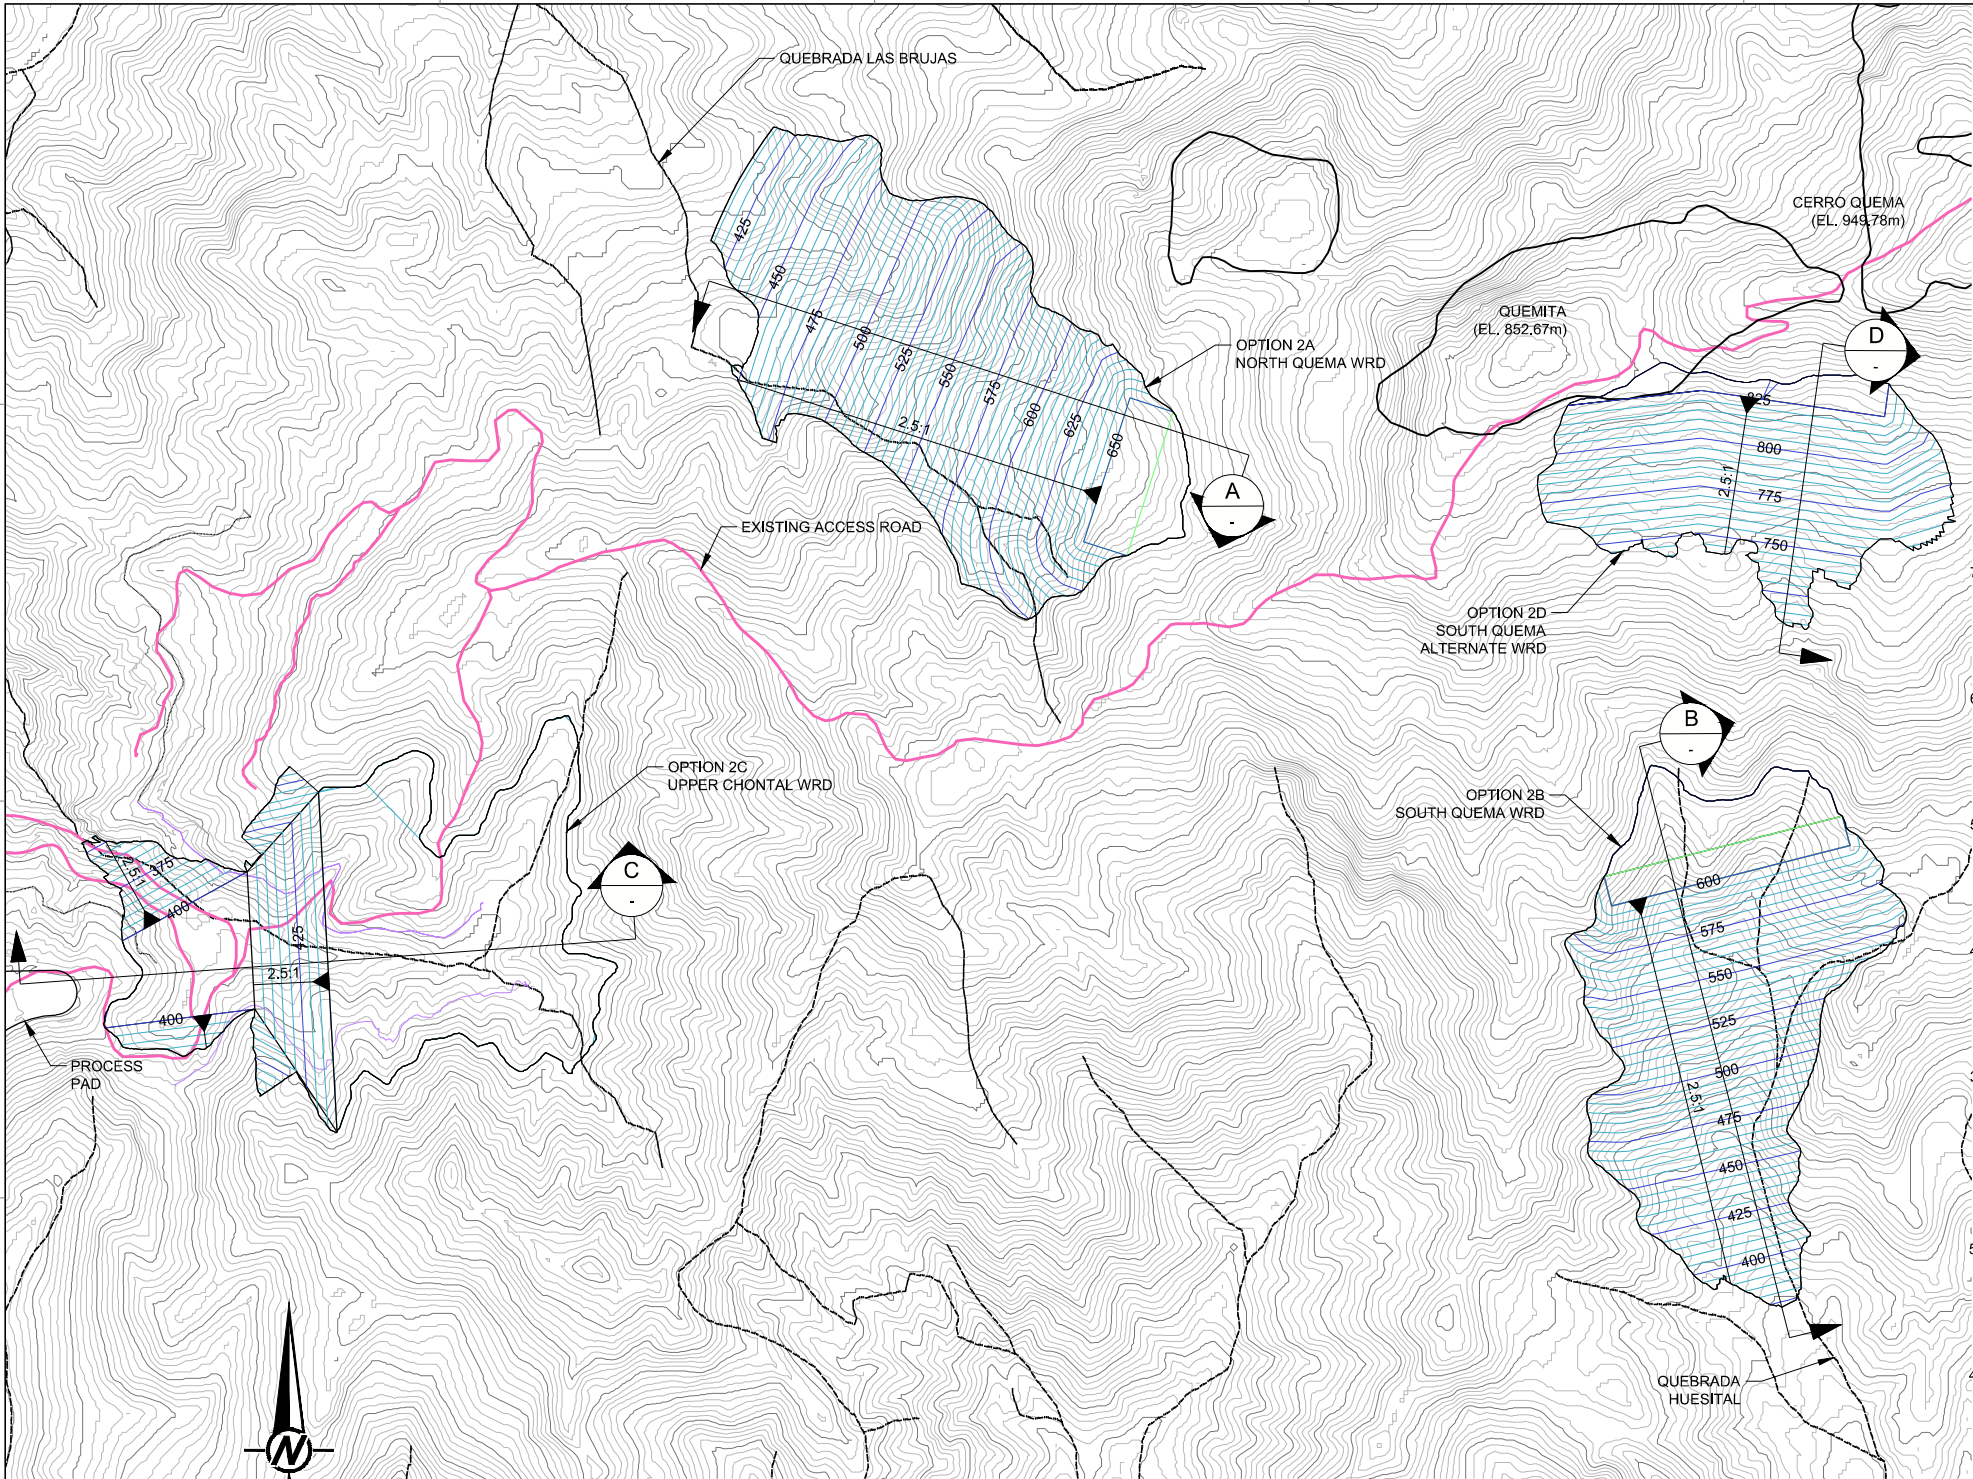 QUEBRADA LAS BRUJAS
CERRO QUEMA
(EL. 949.78m)
QUEMITA
(EL. 852.67m)
D
-
OPTION 2A
NORTH QUEMA WRD
425
450
475
500
525
550
575
600
625
650
2.5:1
A
-
825
800
775
750
2.5:1
EXISTING ACCESS ROAD
OPTION 2D
SOUTH QUEMA
ALTERNATE WRD
B
-
OPTION 2C
UPPER CHONTAL WRD
OPTION 2B
SOUTH QUEMA WRD
C
-
375
2.5:1
400
425
2.5:1
400
PROCESS
PAD
600
575
550
525
500
2.5:1
475
450
425
400
QUEBRADA
HUESITAL
N